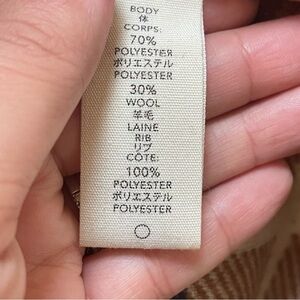 BODY
体
CORPS:
70%
POLYESTER
ポリエステル
POLYESTER
30%
WOOL
羊毛
LAINE
RIB
リブ
CÔTE:
100%
POLYESTER
ポリエステル
POLYESTER